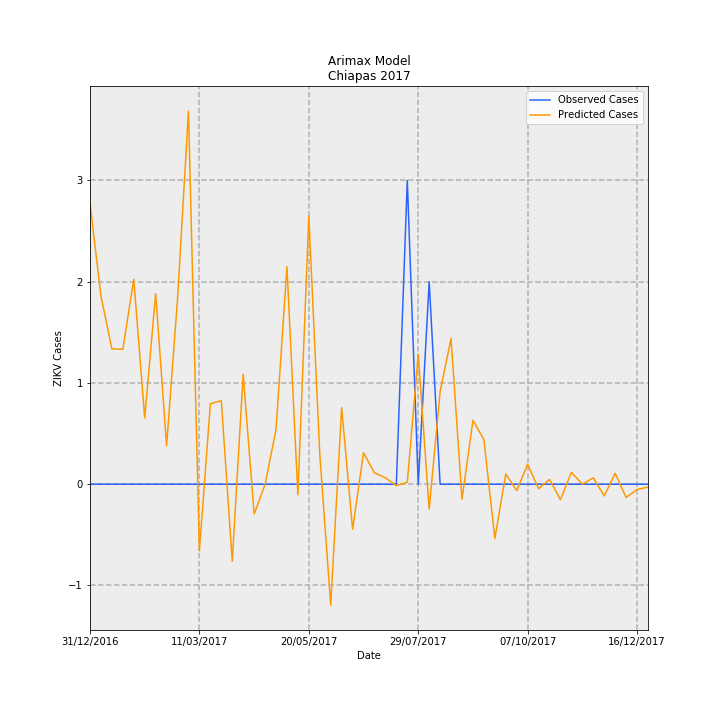 Arimax Model
Chiapas 2017
Observed Cases
Predicted Cases
ZIKV Cases
3
2
1
0
−1
31/12/2016 11/03/2017 20/05/2017 29/07/2017 07/10/2017 16/12/2017
Date